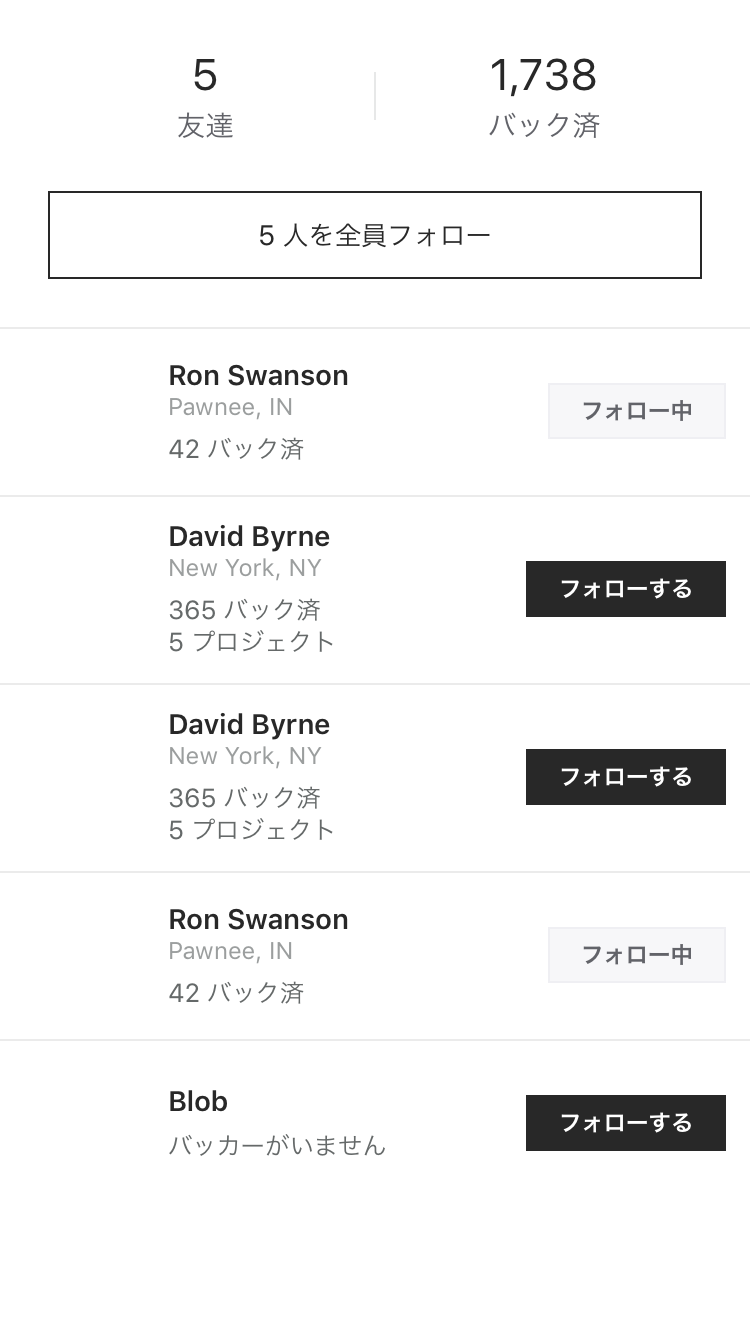 5
友達
1,738
バック済
5 人を全員フォロー
Ron Swanson
Pawnee, IN
42 バック済
フォロー中
David Byrne
New York, NY
365 バック済
5 プロジェクト
フォローする
David Byrne
New York, NY
365 バック済
5 プロジェクト
フォローする
Ron Swanson
Pawnee, IN
42 バック済
フォロー中
Blob
バッカーがいません
フォローする